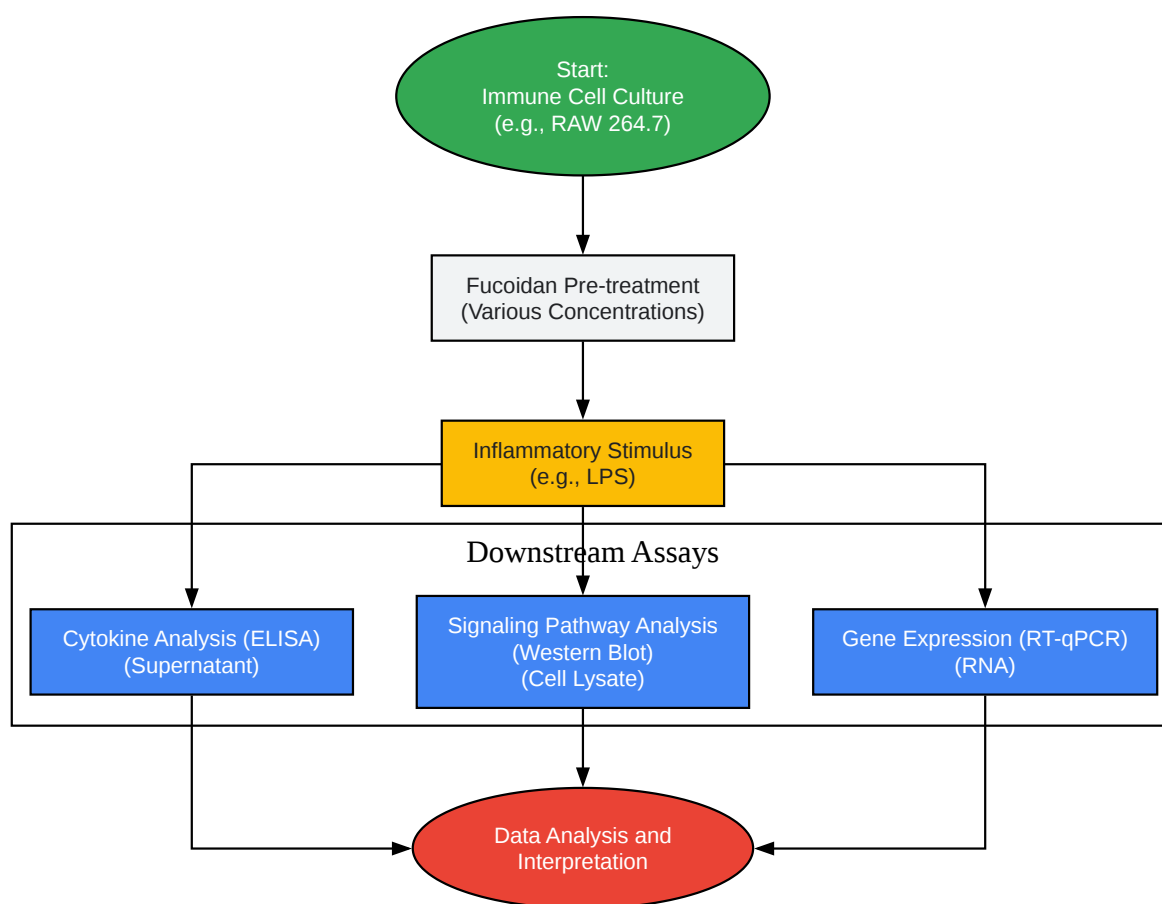 Start:
Immune Cell Culture
(e.g., RAW 264.7)
Fucoidan Pre-treatment
(Various Concentrations)
Inflammatory Stimulus
(e.g., LPS)
Downstream Assays
Cytokine Analysis (ELISA)
(Supernatant)
Signaling Pathway Analysis
(Western Blot)
(Cell Lysate)
Gene Expression (RT-qPCR)
(RNA)
Data Analysis and
Interpretation